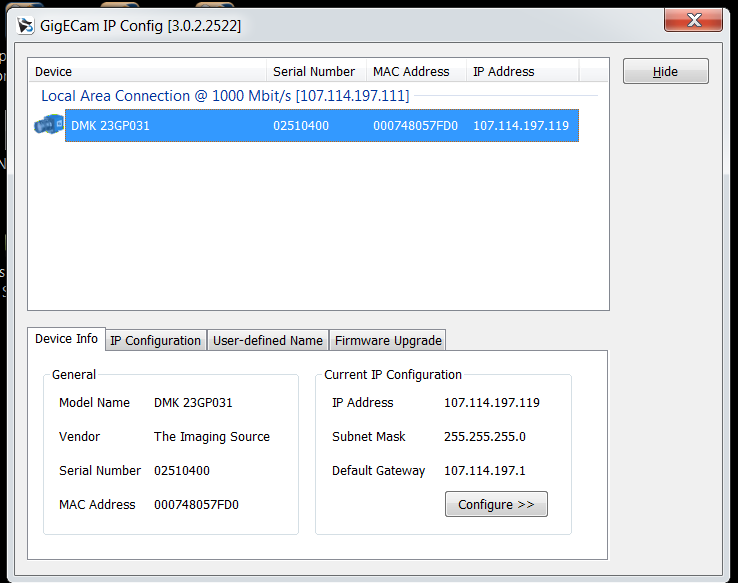 GigECam IP Config [3.0.2.2522]
Device Serial Number MAC Address IP Address
Hide
Local Area Connection @ 1000 Mbit/s [107.114.197.111]
DMK 23GP031 02510400 000748057FD0 107.114.197.119
Device Info IP Configuration User-defined Name Firmware Upgrade
General
Model Name DMK 23GP031
Vendor The Imaging Source
Serial Number 02510400
MAC Address 000748057FD0
Current IP Configuration
IP Address 107.114.197.119
Subnet Mask 255.255.255.0
Default Gateway 107.114.197.1
Configure >>